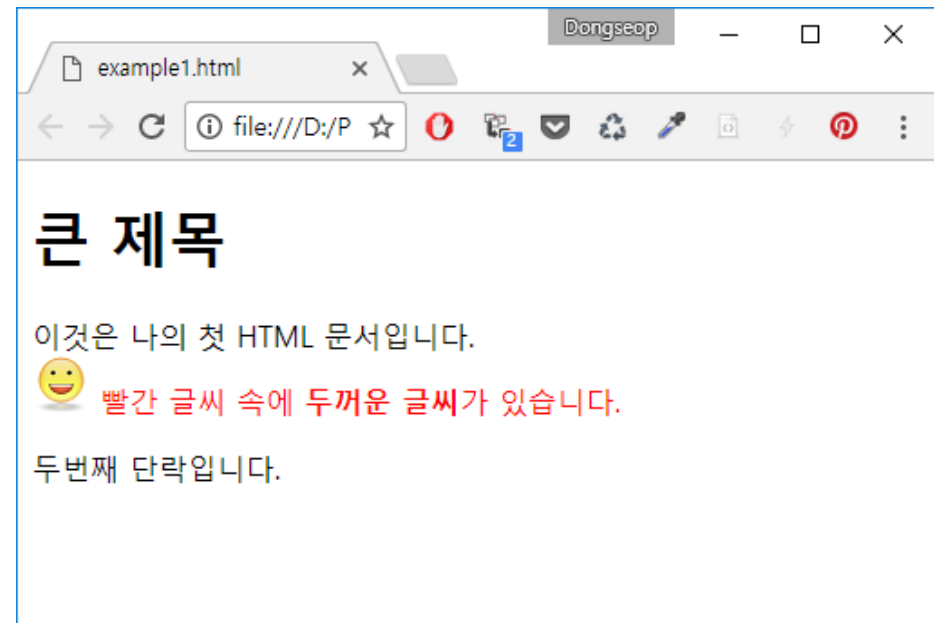 Dongseop
example1.html
file:///D:/P
2
큰 제목
이것은 나의 첫 HTML 문서입니다.
빨간 글씨 속에 두꺼운 글씨가 있습니다.
두번째 단락입니다.